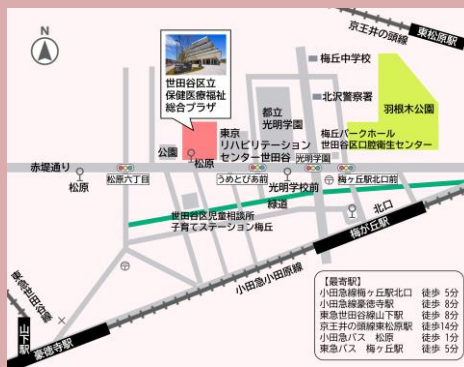 N
京王井の頭線
東松原駅
梅丘中学校
世田谷区立
保健医療福祉
総合プラザ
北沢警察署
羽根木公園
都立
光明学園
東京
リハビリテーション
センター世田谷
梅丘パークホール
世田谷区口腔衛生センター
公園
松原
光明学園
赤堤通り
松原
松原六丁目
うめとぴあ前
光明学校前
梅ヶ丘駅北口前
緑道
北口
世田谷区児童相談所
子育てステーション梅丘
梅が丘駅
小田急小田原線
東急世田谷線
山下駅
豪徳寺駅
【最寄駅】
小田急線梅ヶ丘駅北口 徒歩 5分
小田急線豪徳寺駅 徒歩 8分
東急世田谷線山下駅 徒歩 8分
京王井の頭線東松原駅 徒歩14分
小田急バス 松原 徒歩 1分
東急バス 梅ヶ丘駅 徒歩 5分